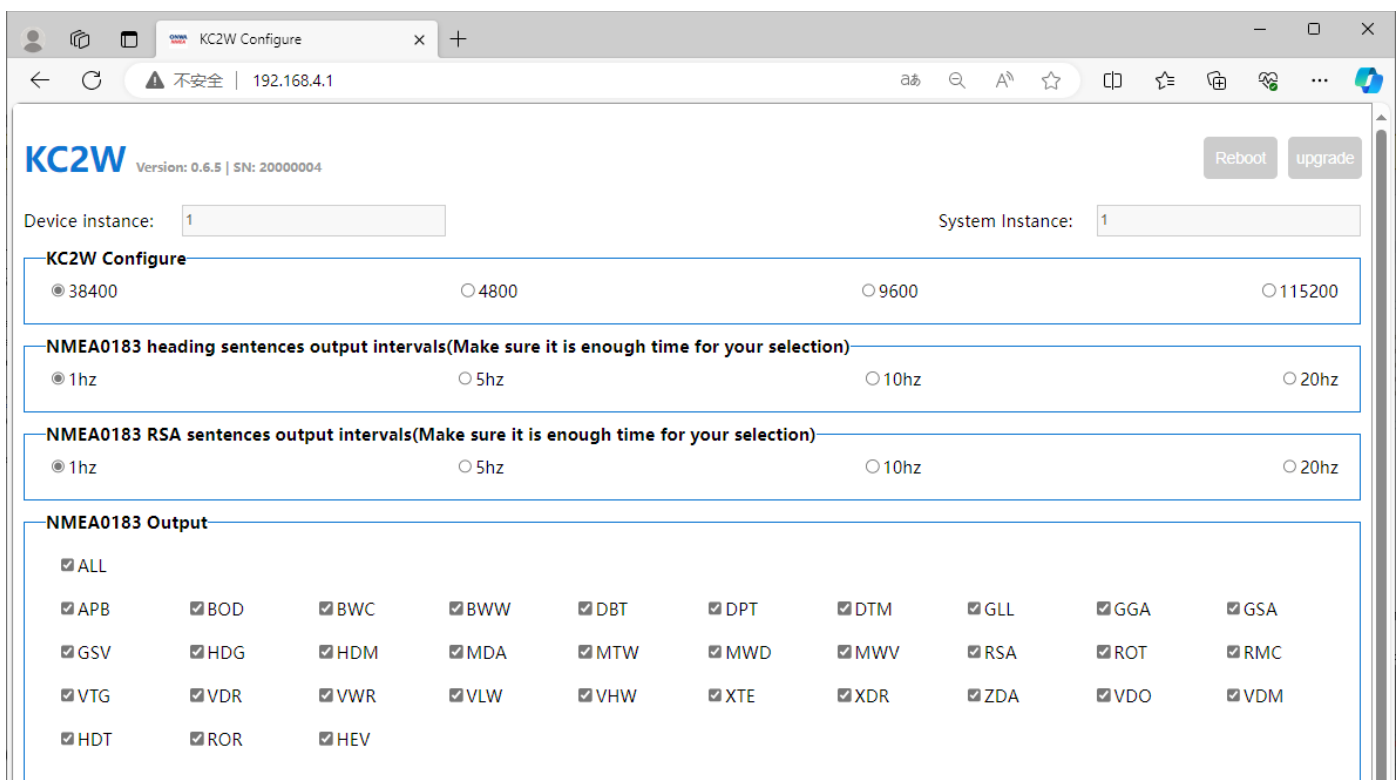 ONWA NMEA KC2W Configure
不安全 192.168.4.1 aあ A
KC2W Version: 0.6.5 | SN: 20000004 Reboot upgrade
Device instance: 1 System Instance: 1
KC2W Configure
38400 4800 9600 115200
NMEA0183 heading sentences output intervals(Make sure it is enough time for your selection)
1hz 5hz 10hz 20hz
NMEA0183 RSA sentences output intervals(Make sure it is enough time for your selection)
1hz 5hz 10hz 20hz
NMEA0183 Output
ALL
APB BOD BWC BWW DBT DPT DTM GLL GGA GSA
GSV HDG HDM MDA MTW MWD MWV RSA ROT RMC
VTG VDR VWR VLW VHW XTE XDR ZDA VDO VDM
HDT ROR HEV